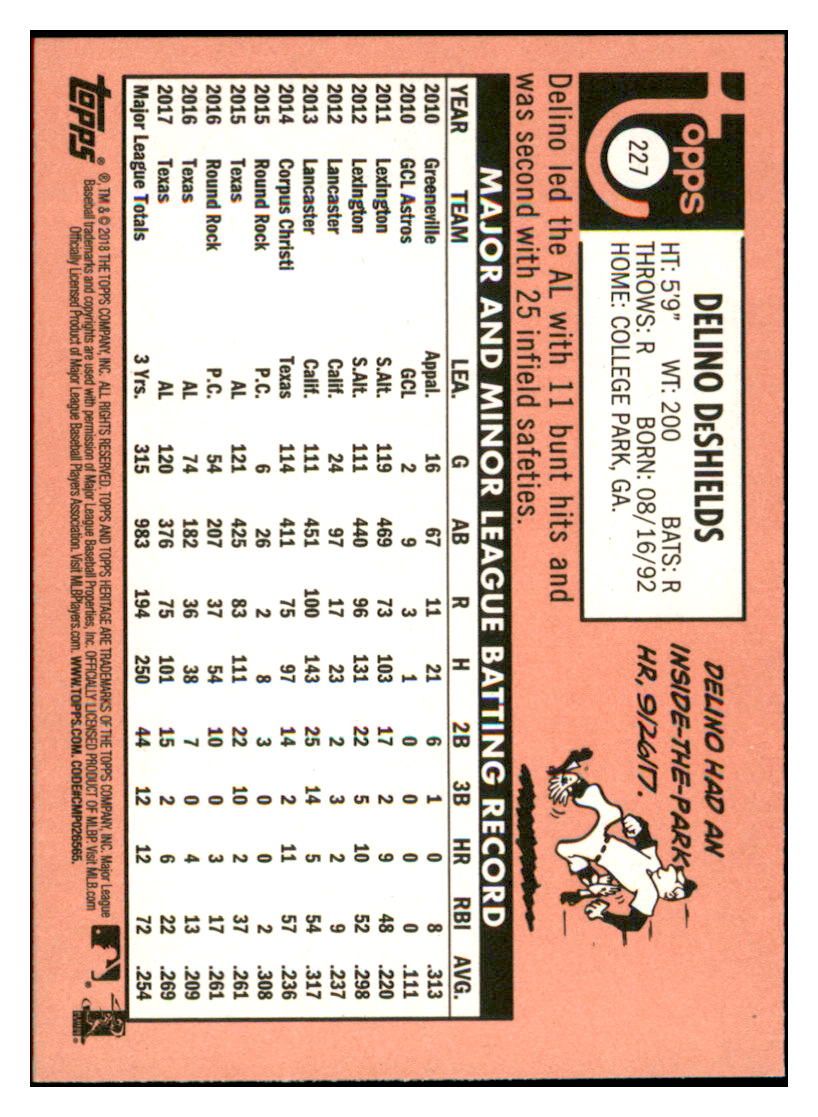 Topps
227
DELINO DeSHIELDS
HT: 5'9" WT: 200 BATS: R
THROWS: R BORN: 08/16/92
HOME: COLLEGE PARK, GA.
DELINO HAD AN
INSIDE-THE-PARK
HR, 9/26/17.
Delino led the AL with 11 bunt hits and
was second with 25 infield safeties.
MAJOR AND MINOR LEAGUE BATTING RECORD
YEAR TEAM LEA. G AB R H 2B 3B HR RBI AVG.
2010 Greeneville Appal. 16 67 11 21 6 1 0 8 .313
2010 GCL Astros GCL 2 9 3 1 0 0 0 0 .111
2011 Lexington S.Atl. 119 469 73 103 17 2 9 48 .220
2012 Lexington S.Atl. 111 440 96 131 22 5 10 52 .298
2012 Lancaster Calif. 24 97 17 23 2 3 2 9 .237
2013 Lancaster Calif. 111 451 100 143 25 14 5 54 .317
2014 Corpus Christi Texas 114 411 75 97 14 2 11 57 .236
2015 Round Rock P.C. 6 26 2 8 3 0 0 2 .308
2015 Texas AL 121 425 83 111 22 10 2 37 .261
2016 Round Rock P.C. 54 207 37 54 10 0 3 17 .261
2016 Texas AL 74 182 36 38 7 0 4 13 .209
2017 Texas AL 120 376 75 101 15 2 6 22 .269
Major League Totals 3 Yrs. 315 983 194 250 44 12 12 72 .254
topps ®, TM & © 2018 THE TOPPS COMPANY, INC. ALL RIGHTS RESERVED. TOPPS AND TOPPS HERITAGE ARE TRADEMARKS OF THE TOPPS COMPANY, INC. Major League
Baseball trademarks and copyrights are used with permission of Major League Baseball Properties, Inc. OFFICIALLY LICENSED PRODUCT OF MLBP. Visit MLB.com
Officially Licensed Product of Major League Baseball Players Association. Visit MLBPlayers.com. WWW.TOPPS.COM. CODE#CMP026565.